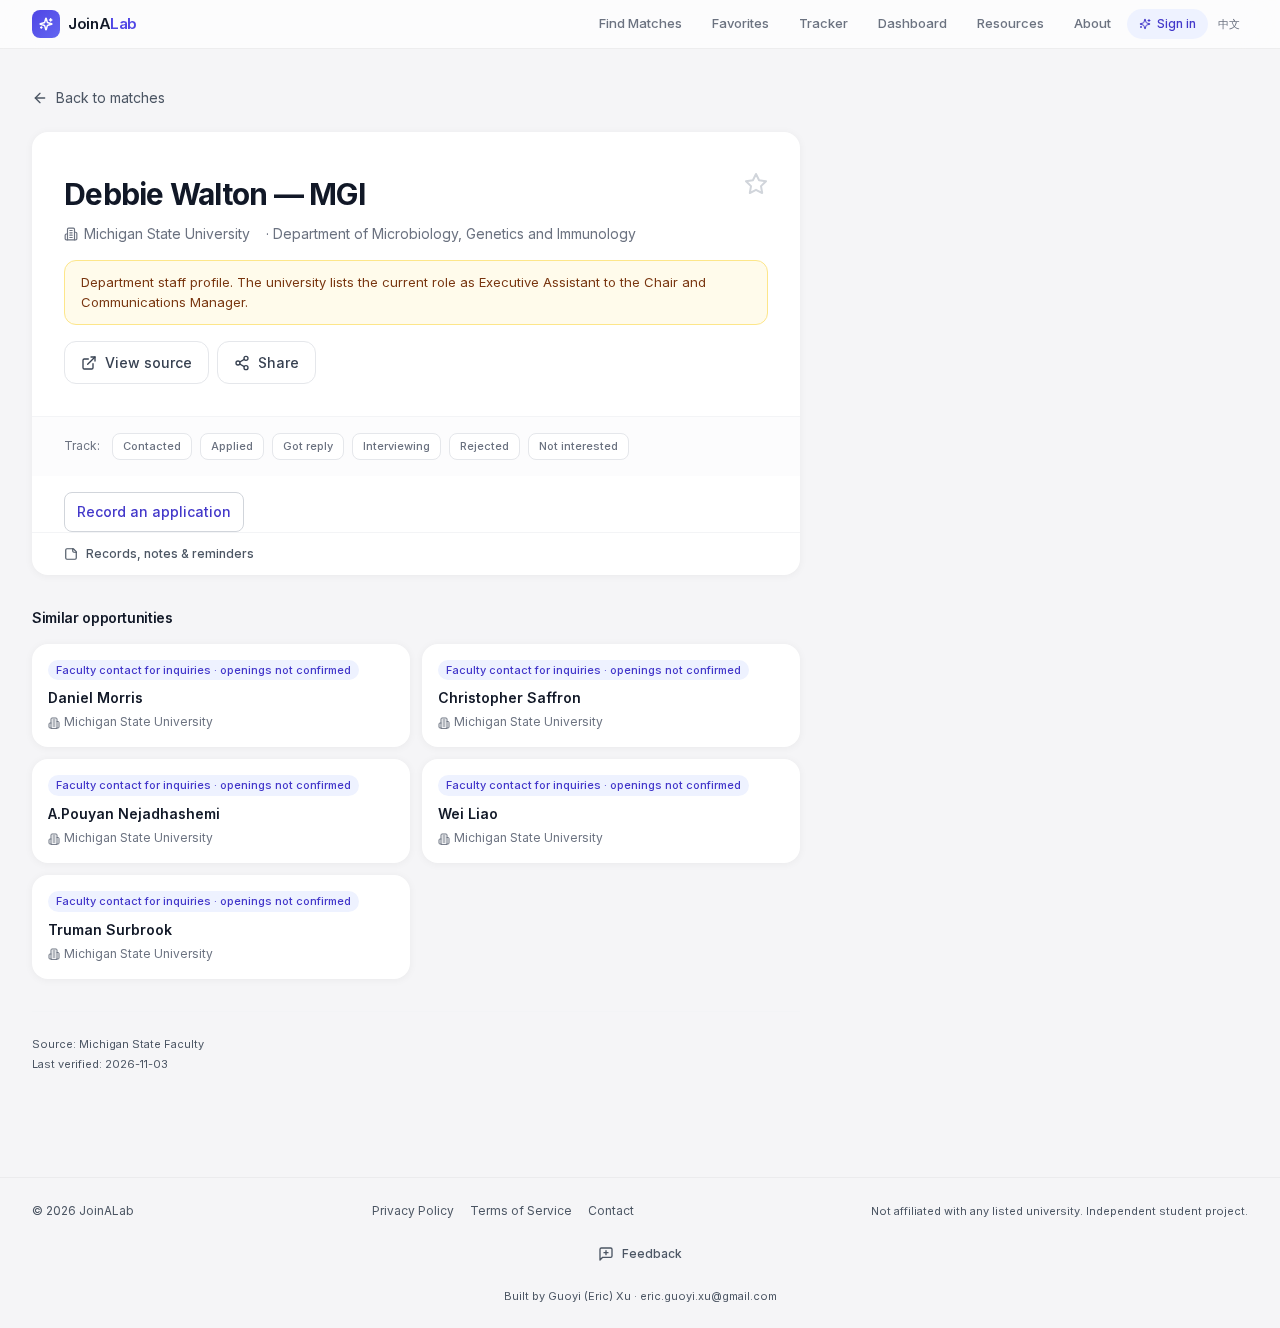 JoinALab
Find Matches
Favorites
Tracker
Dashboard
Resources
About
Sign in
中文
Back to matches
Debbie Walton — MGI
Michigan State University · Department of Microbiology, Genetics and Immunology
Department staff profile. The university lists the current role as Executive Assistant to the Chair and
Communications Manager.
View source
Share
Track:
Contacted
Applied
Got reply
Interviewing
Rejected
Not interested
Record an application
Records, notes & reminders
Similar opportunities
Faculty contact for inquiries · openings not confirmed
Daniel Morris
Michigan State University
Faculty contact for inquiries · openings not confirmed
Christopher Saffron
Michigan State University
Faculty contact for inquiries · openings not confirmed
A.Pouyan Nejadhashemi
Michigan State University
Faculty contact for inquiries · openings not confirmed
Wei Liao
Michigan State University
Faculty contact for inquiries · openings not confirmed
Truman Surbrook
Michigan State University
Source: Michigan State Faculty
Last verified: 2026-11-03
© 2026 JoinALab
Privacy Policy
Terms of Service
Contact
Not affiliated with any listed university. Independent student project.
Feedback
Built by Guoyi (Eric) Xu · eric.guoyi.xu@gmail.com